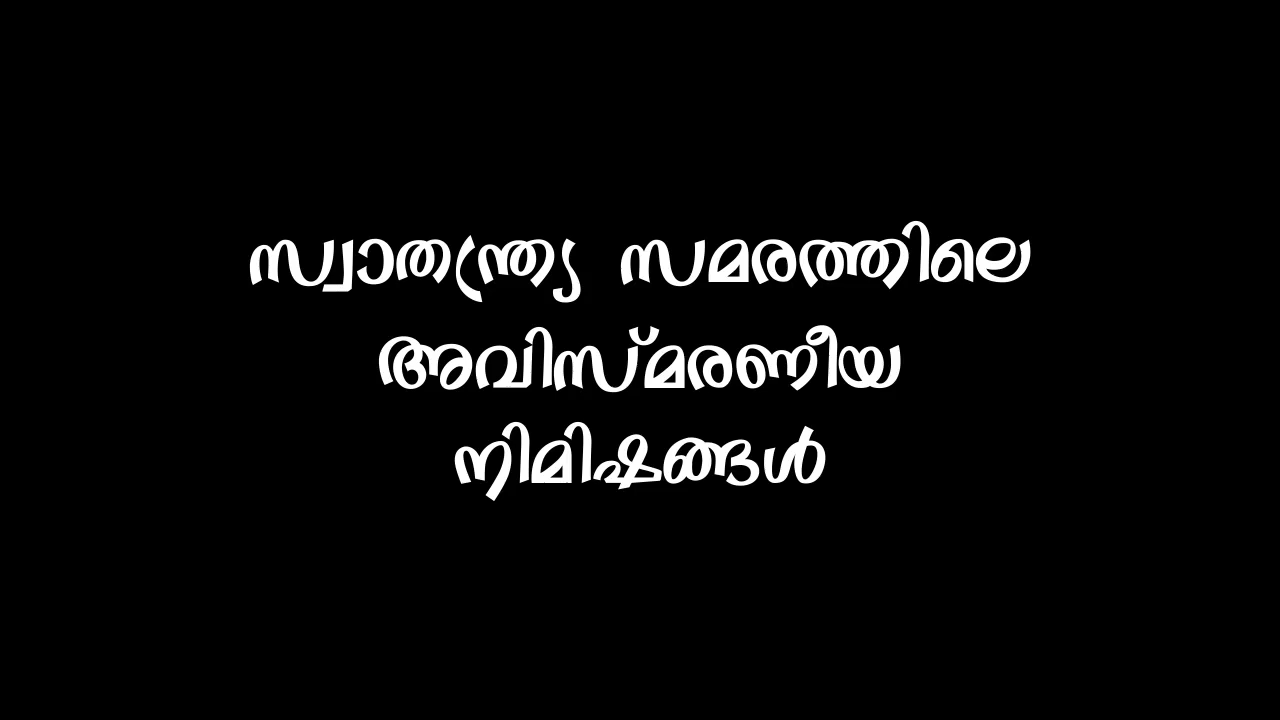 സ്വാതന്ത്ര്യ സമരത്തിലെ
അവിസ്മരണീയ
നിമിഷങ്ങൾ